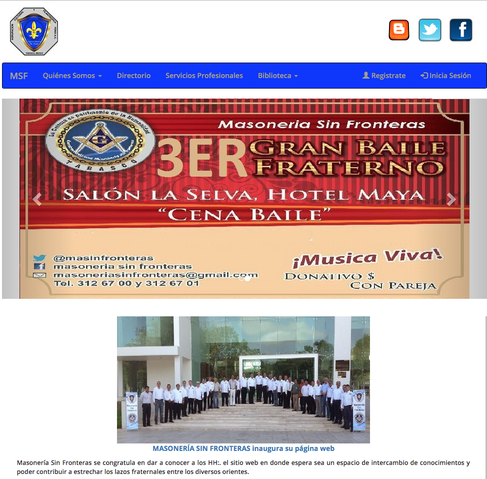 MSF
Quiénes Somos
Directorio
Servicios Profesionales
Biblioteca
Registrate
Inicia Sesión
TABASCO
Masoneria Sin Fronteras
3ER GRAN BAILE
FRATERNO
SALÓN LA SELVA, HOTEL MAYA
"CENA BAILE"
@masinfronteras
masoneria sin fronteras
masoneriasinfronteras@gmail.com
Tel. 312 67 00 y 312 67 01
¡Musica Viva!
DONATIVO $
CON PAREJA
MASONERÍA SIN FRONTERAS inaugura su página web
Masonería Sin Fronteras se congratula en dar a conocer a los HH:. el sitio web en donde espera sea un espacio de intercambio de conocimientos y
poder contribuir a estrechar los lazos fraternales entre los diversos orientes.